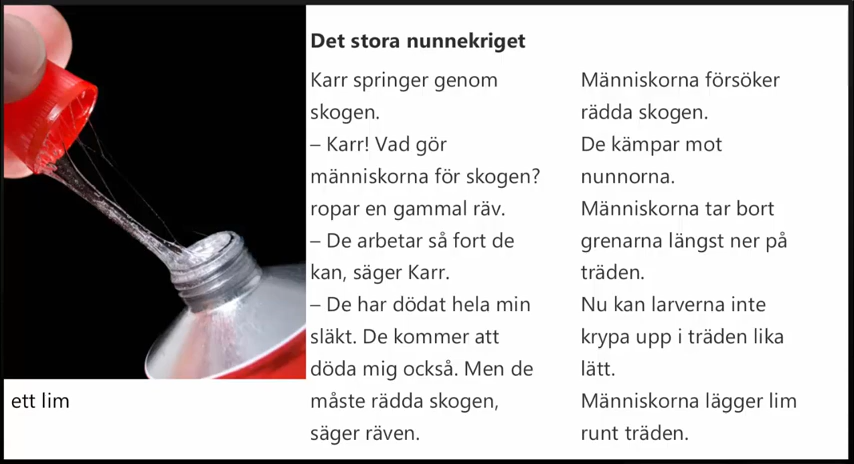 Det stora nunnekriget
Karr springer genom
skogen.
– Karr! Vad gör
människorna för skogen?
ropar en gammal räv.
– De arbetar så fort de
kan, säger Karr.
– De har dödat hela min
släkt. De kommer att
döda mig också. Men de
måste rädda skogen,
säger räven.
Människorna försöker
rädda skogen.
De kämpar mot
nunnorna.
Människorna tar bort
grenarna längst ner på
träden.
Nu kan larverna inte
krypa upp i träden lika
lätt.
Människorna lägger lim
runt träden.
ett lim